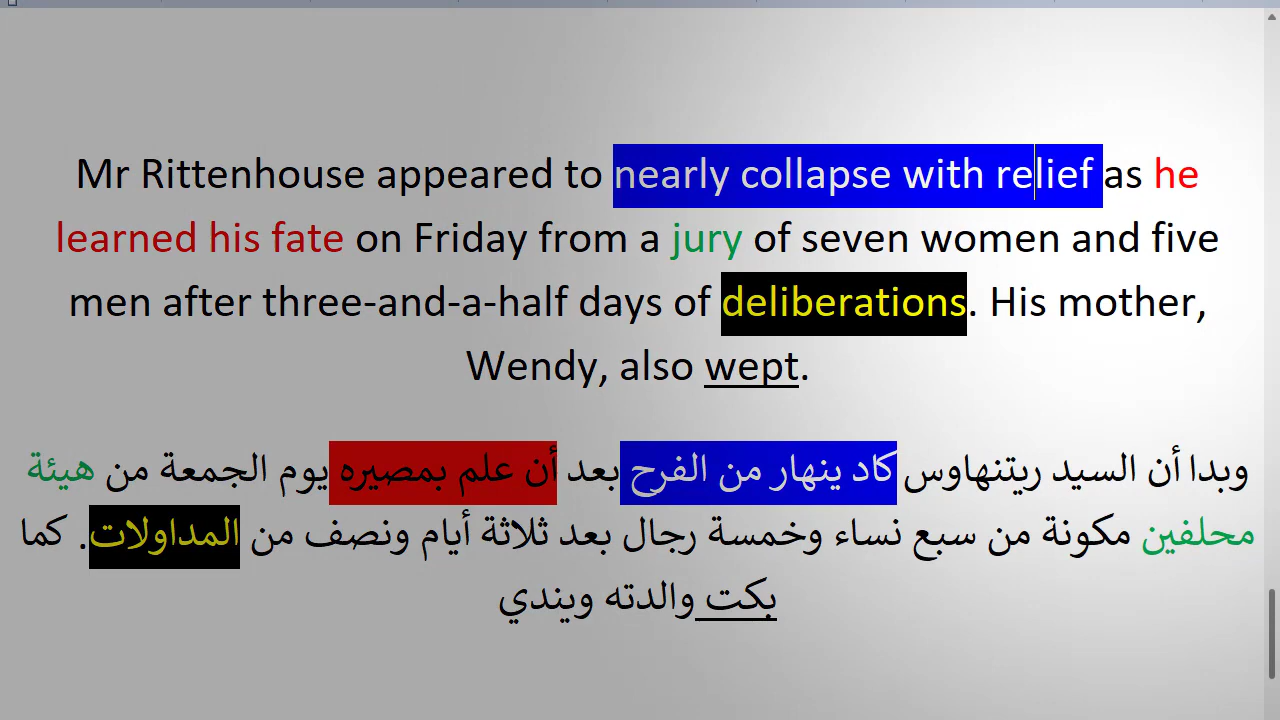 Mr Rittenhouse appeared to nearly collapse with relief as he
learned his fate on Friday from a jury of seven women and five
men after three-and-a-half days of deliberations. His mother,
Wendy, also wept.
وبدا أن السيد ريتنهاوس كاد ينهار من الفرح بعد أن علم بمصيره يوم الجمعة من هيئة
محلفين مكونة من سبع نساء وخمسة رجال بعد ثلاثة أيام ونصف من المداولات. كما
بكت والدته ويندي